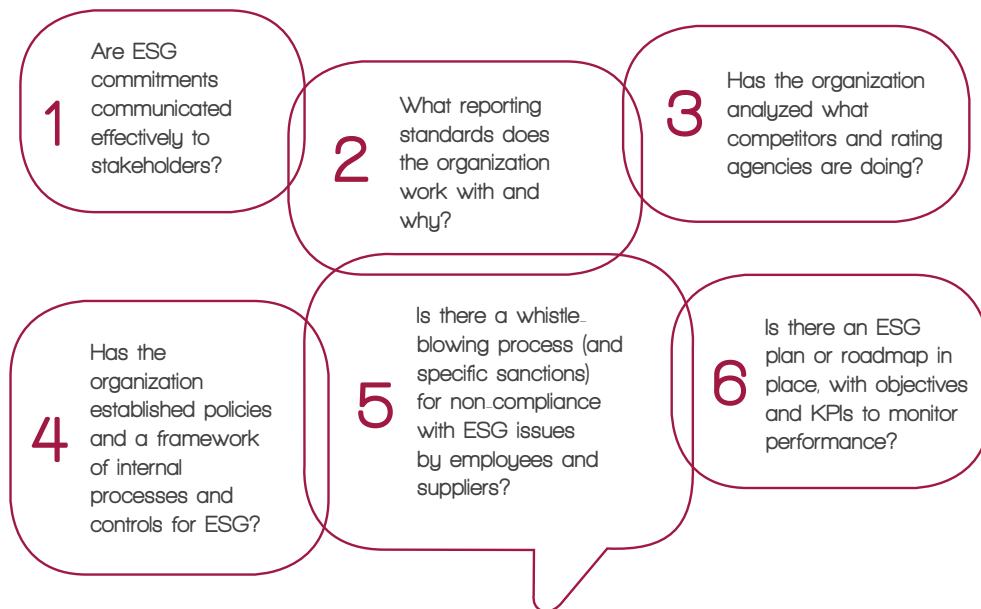 1
Are ESG
commitments
communicated
effectively to
stakeholders?
2
What reporting
standards does
the organization
work with and
why?
3
Has the organization
analyzed what
competitors and rating
agencies are doing?
4
Has the
organization
established policies
and a framework
of internal
processes and
controls for ESG?
5
Is there a whistle-
blowing process (and
specific sanctions)
for non-compliance
with ESG issues
by employees and
suppliers?
6
Is there an ESG
plan or roadmap in
place, with objectives
and KPIs to monitor
performance?